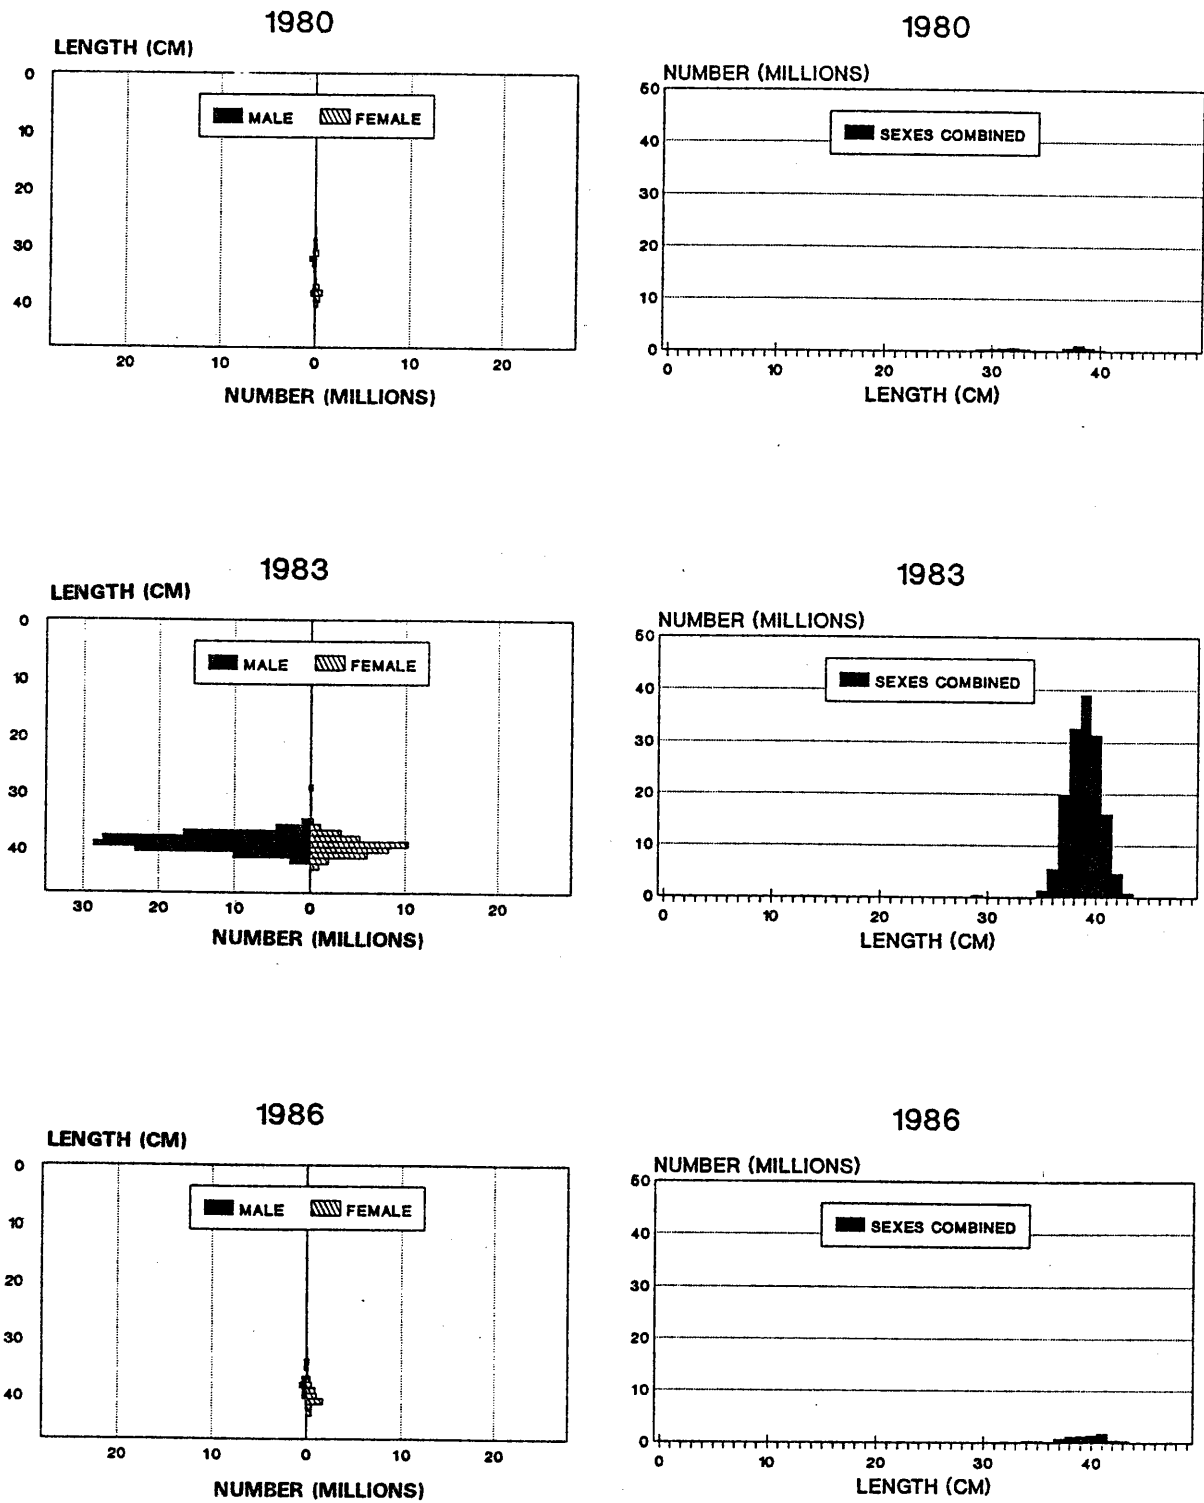 1980
LENGTH (CM)
0
10
20
30
40
MALE FEMALE
20 10 0 10 20
NUMBER (MILLIONS)
1980
NUMBER (MILLIONS)
50
40
30
20
10
0
SEXES COMBINED
0 10 20 30 40
LENGTH (CM)
1983
LENGTH (CM)
0
10
20
30
40
MALE FEMALE
30 20 10 0 10 20
NUMBER (MILLIONS)
1983
NUMBER (MILLIONS)
50
40
30
20
10
0
SEXES COMBINED
0 10 20 30 40
LENGTH (CM)
1986
LENGTH (CM)
0
10
20
30
40
MALE FEMALE
20 10 0 10 20
NUMBER (MILLIONS)
1986
NUMBER (MILLIONS)
50
40
30
20
10
0
SEXES COMBINED
0 10 20 30 40
LENGTH (CM)